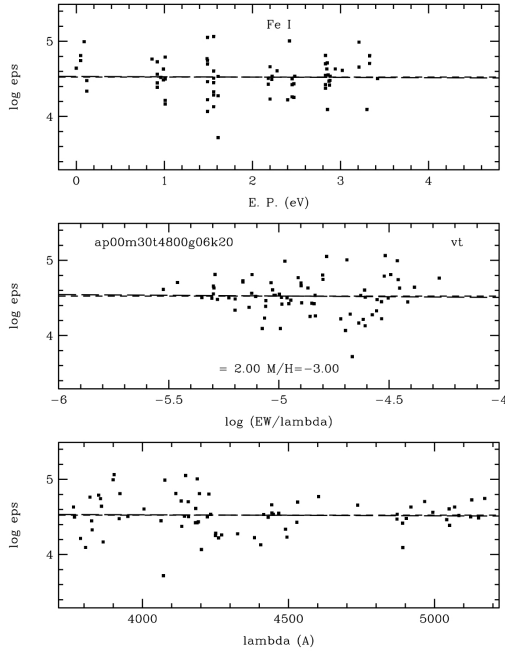 Fe I
5
4
log eps
0
1
2
3
4
E. P. (eV)
ap00m30t4800g06k20
vt
5
4
log eps
= 2.00 M/H=−3.00
−6
−5.5
−5
−4.5
−4
log (EW/lambda)
5
4
log eps
4000
4500
5000
lambda (A)